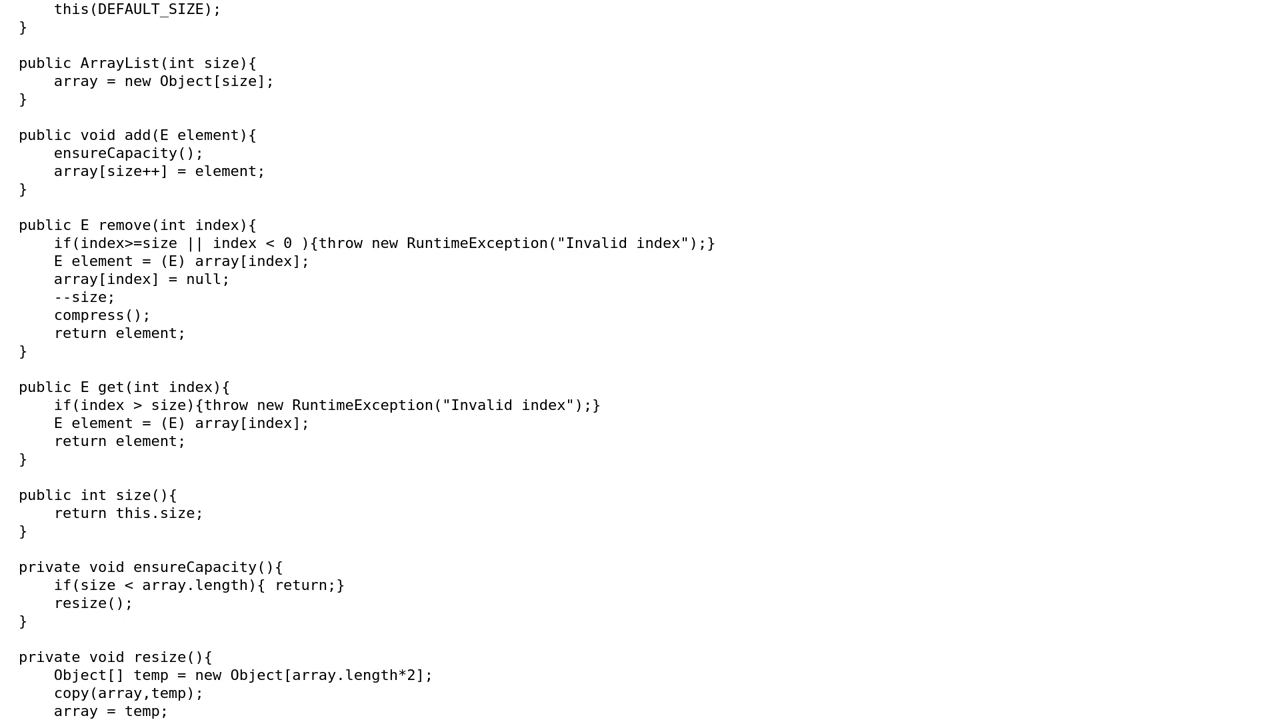 this(DEFAULT_SIZE);
}
public ArrayList(int size){
array = new Object[size];
}
public void add(E element){
ensureCapacity();
array[size++] = element;
}
public E remove(int index){
if(index>=size || index < 0 ){throw new RuntimeException("Invalid index");}
E element = (E) array[index];
array[index] = null;
--size;
compress();
return element;
}
public E get(int index){
if(index > size){throw new RuntimeException("Invalid index");}
E element = (E) array[index];
return element;
}
public int size(){
return this.size;
}
private void ensureCapacity(){
if(size < array.length){ return;}
resize();
}
private void resize(){
Object[] temp = new Object[array.length*2];
copy(array,temp);
array = temp;